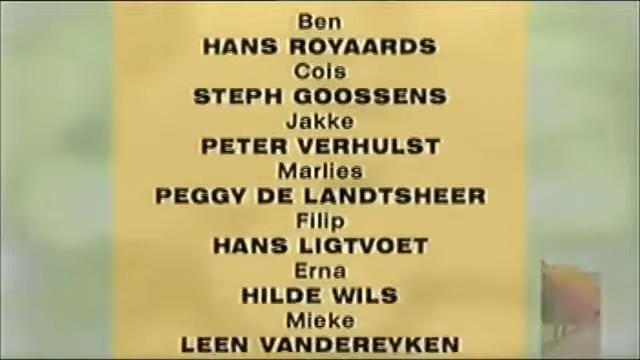 Ben
HANS ROYAARDS
Cois
STEPH GOOSSENS
Jakke
PETER VERHULST
Marlies
PEGGY DE LANDTSHEER
Filip
HANS LIGTVOET
Erna
HILDE WILS
Mieke
LEEN VANDEREYKEN